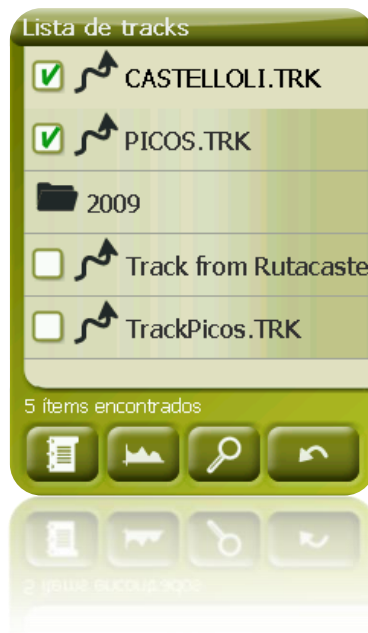 Lista de tracks
CASTELLOLI.TRK
PICOS.TRK
2009
Track from Rutacaste
TrackPicos.TRK
5 ítems encontrados